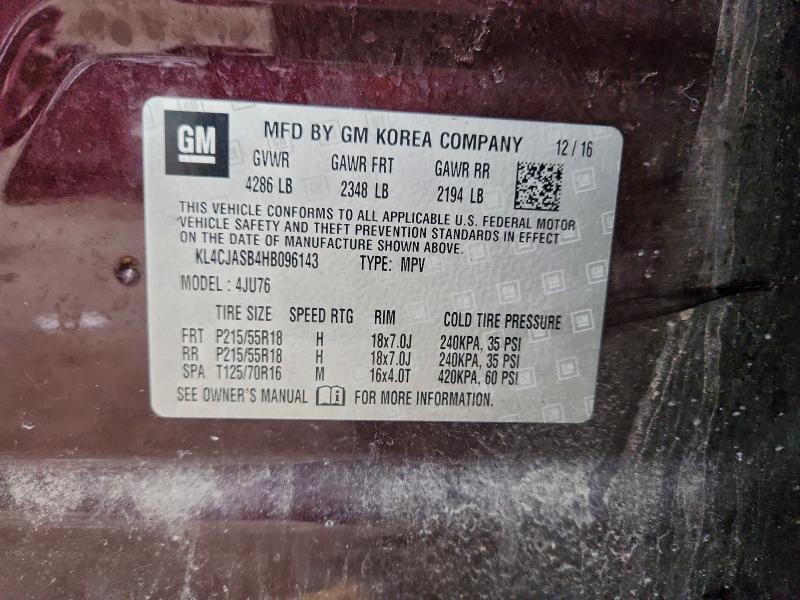 GM MFD BY GM KOREA COMPANY 12 / 16
GVWR GAWR FRT GAWR RR
4286 LB 2348 LB 2194 LB
THIS VEHICLE CONFORMS TO ALL APPLICABLE U.S. FEDERAL MOTOR
VEHICLE SAFETY AND THEFT PREVENTION STANDARDS IN EFFECT
ON THE DATE OF MANUFACTURE SHOWN ABOVE.
KL4CJASB4HB096143 TYPE: MPV
MODEL : 4JU76
TIRE SIZE SPEED RTG RIM COLD TIRE PRESSURE
FRT P215/55R18 H 18x7.0J 240KPA, 35 PSI
RR P215/55R18 H 18x7.0J 240KPA, 35 PSI
SPA T125/70R16 M 16x4.0T 420KPA, 60 PSI
SEE OWNER'S MANUAL FOR MORE INFORMATION.